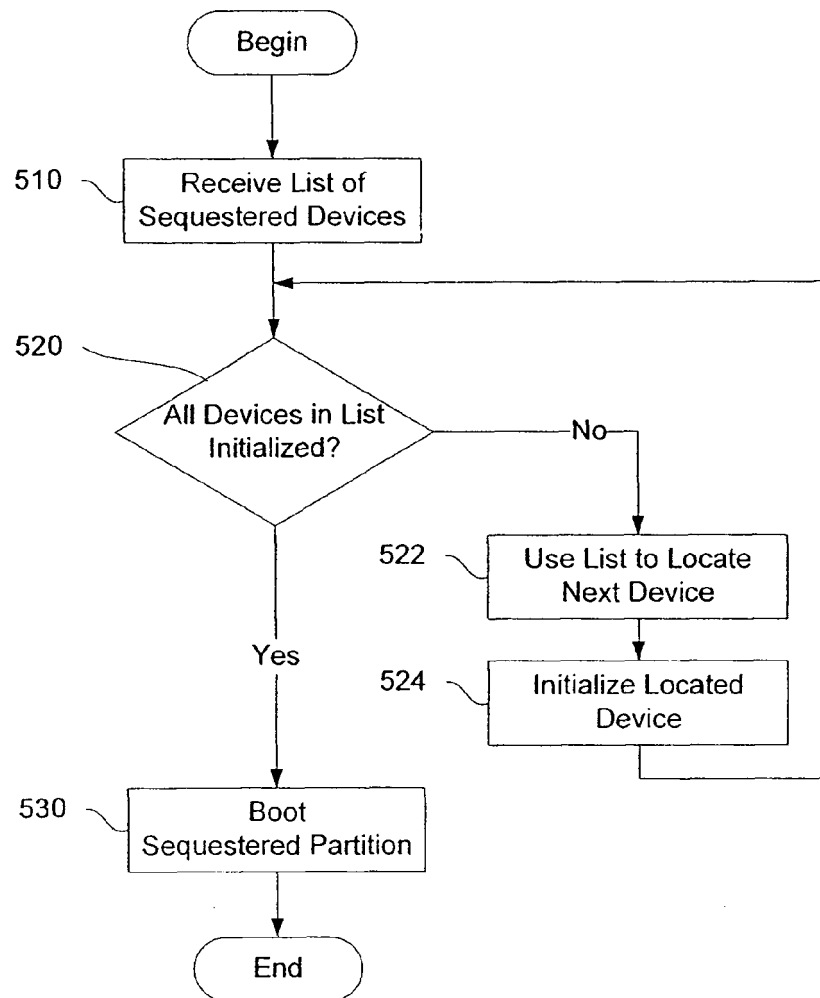 Begin
510
Receive List of
Sequestered Devices
520
All Devices in List
Initialized?
No
522
Use List to Locate
Next Device
Yes
524
Initialize Located
Device
530
Boot
Sequestered Partition
End